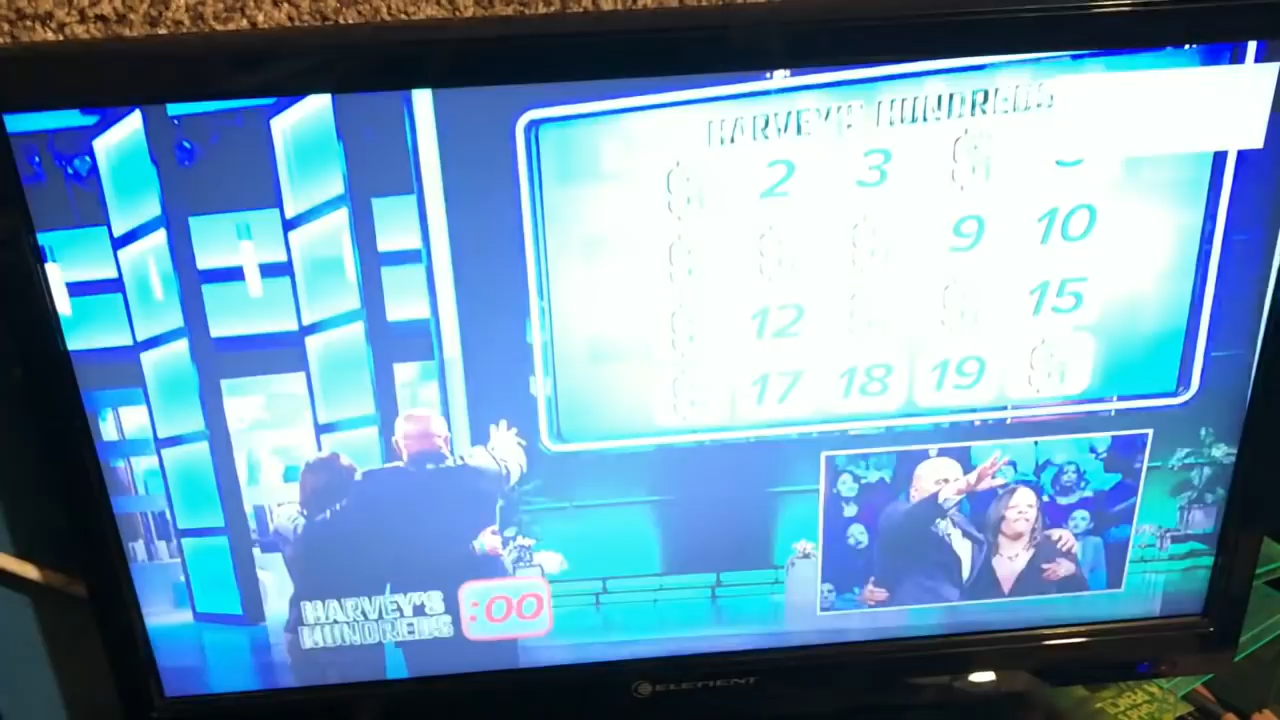 HARVEY'S HUNDREDS
$ 2 3 $
$ $ $ 9 10
$ 12 $ $ 15
$ 17 18 19 $
HARVEY'S
HUNDREDS
:00
ELEMENT